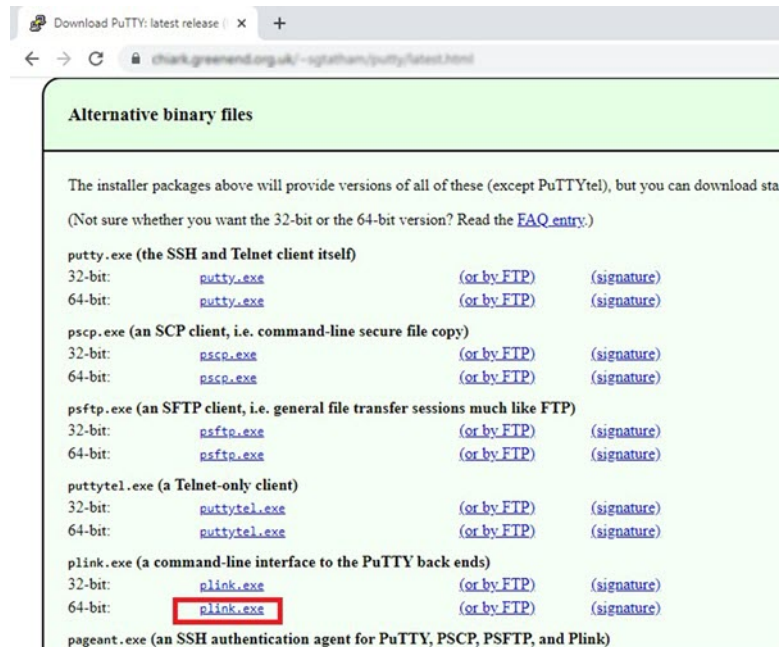 Download PuTTY: latest release (
chiark.greenend.org.uk/~sgtatham/putty/latest.html
Alternative binary files
The installer packages above will provide versions of all of these (except PuTTYtel), but you can download sta
(Not sure whether you want the 32-bit or the 64-bit version? Read the FAQ entry.)
putty.exe (the SSH and Telnet client itself)
32-bit: putty.exe (or by FTP) (signature)
64-bit: putty.exe (or by FTP) (signature)
pscp.exe (an SCP client, i.e. command-line secure file copy)
32-bit: pscp.exe (or by FTP) (signature)
64-bit: pscp.exe (or by FTP) (signature)
psftp.exe (an SFTP client, i.e. general file transfer sessions much like FTP)
32-bit: psftp.exe (or by FTP) (signature)
64-bit: psftp.exe (or by FTP) (signature)
puttytel.exe (a Telnet-only client)
32-bit: puttytel.exe (or by FTP) (signature)
64-bit: puttytel.exe (or by FTP) (signature)
plink.exe (a command-line interface to the PuTTY back ends)
32-bit: plink.exe (or by FTP) (signature)
64-bit: plink.exe (or by FTP) (signature)
pageant.exe (an SSH authentication agent for PuTTY, PSCP, PSFTP, and Plink)